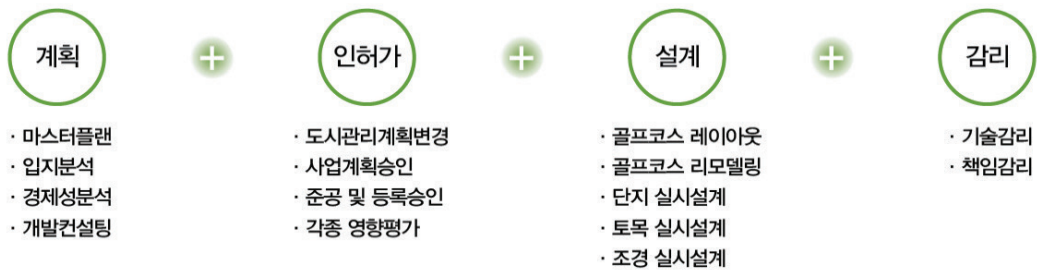 계획
+
인허가
+
설계
+
감리
· 마스터플랜
· 입지분석
· 경제성분석
· 개발컨설팅
· 도시관리계획변경
· 사업계획승인
· 준공 및 등록승인
· 각종 영향평가
· 골프코스 레이아웃
· 골프코스 리모델링
· 단지 실시설계
· 토목 실시설계
· 조경 실시설계
· 기술감리
· 책임감리